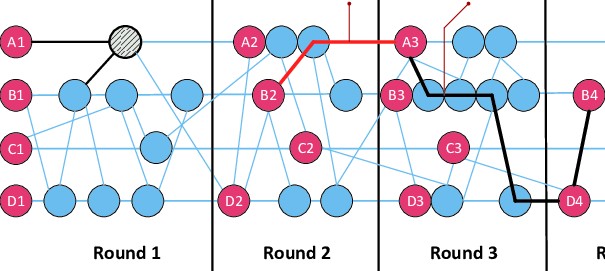 A1 A2 A3
B1 B2 B3 B4
C1 C2 C3
D1 D2 D3 D4
Round 1 Round 2 Round 3 R